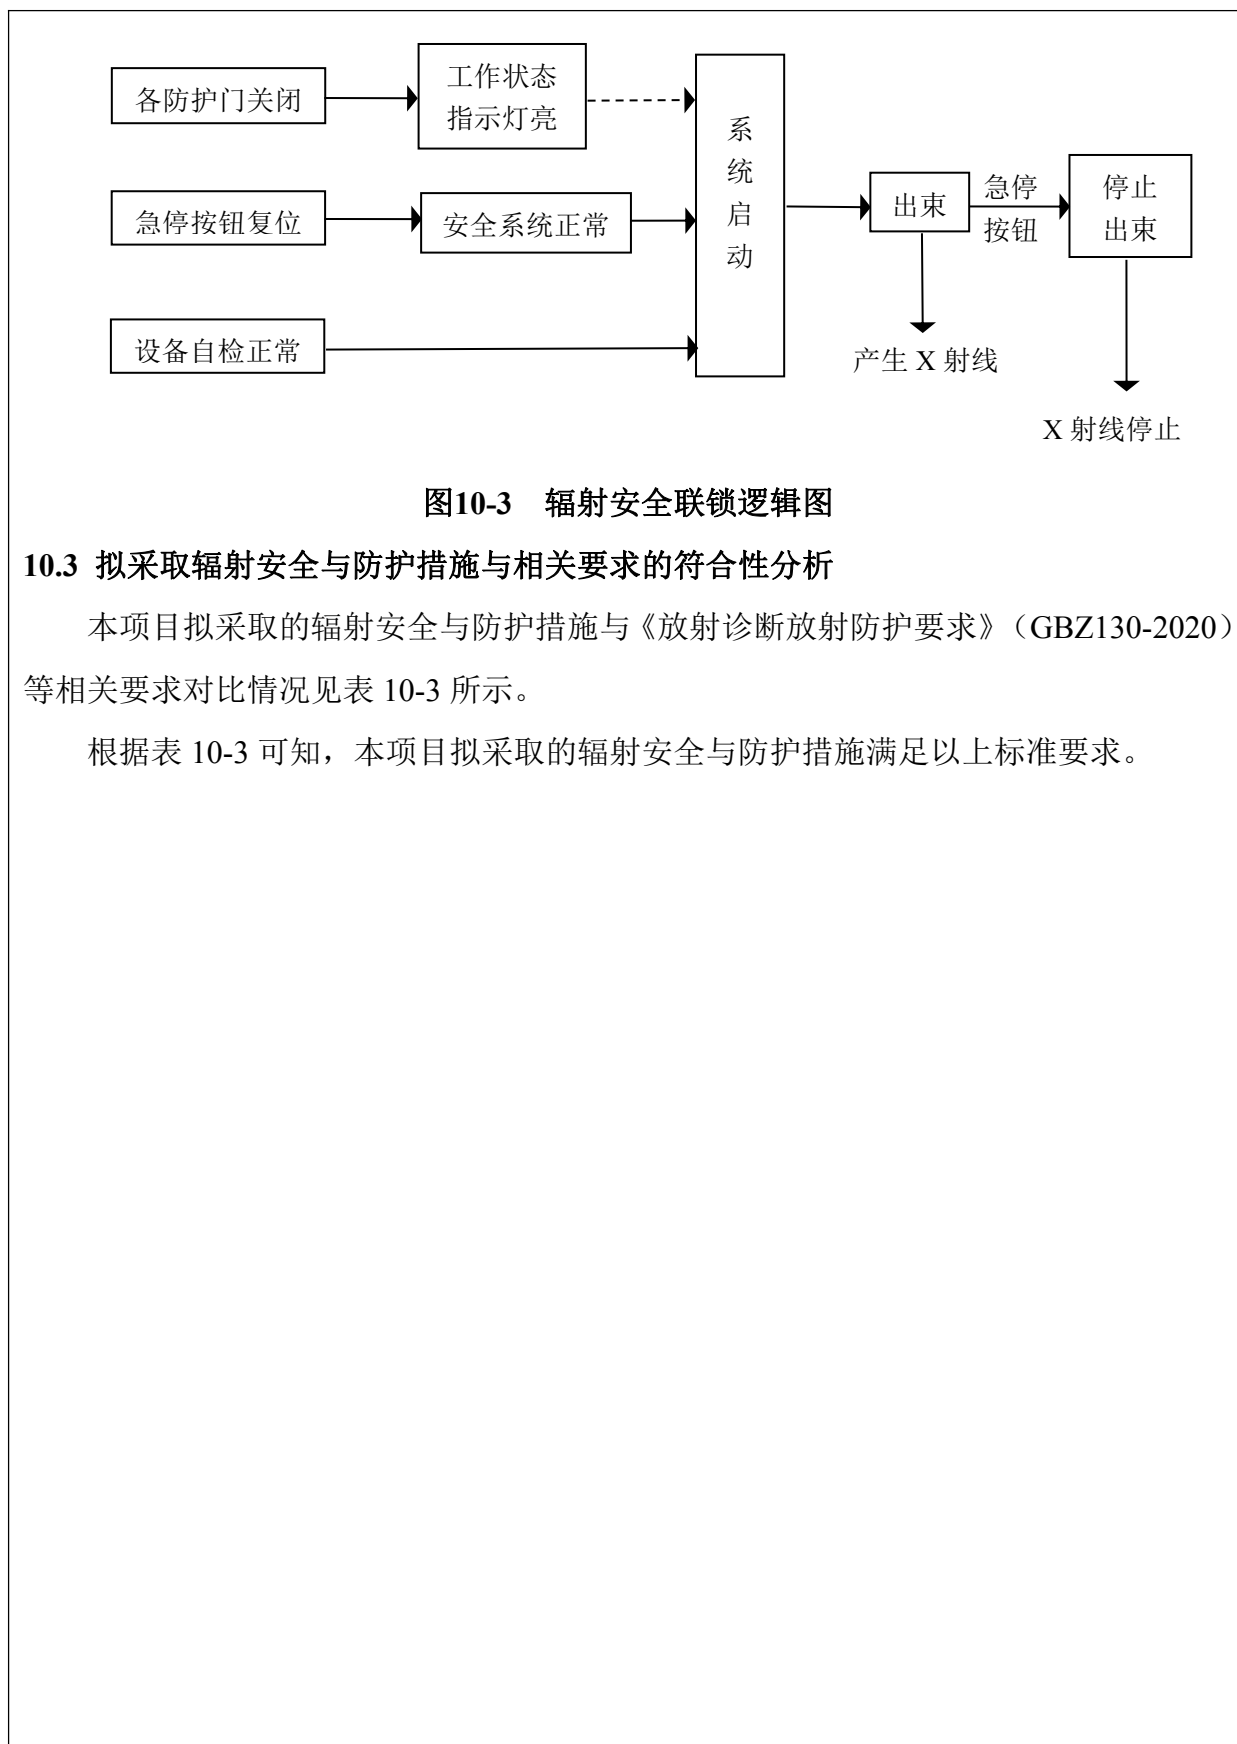 各防护门关闭
工作状态
指示灯亮
急停按钮复位
安全系统正常
设备自检正常
系
统
启
动
出束
急停
按钮
停止
出束
产生 X 射线
X 射线停止
图10-3 辐射安全联锁逻辑图
10.3 拟采取辐射安全与防护措施与相关要求的符合性分析
本项目拟采取的辐射安全与防护措施与《放射诊断放射防护要求》（GBZ130-2020）
等相关要求对比情况见表 10-3 所示。
根据表 10-3 可知，本项目拟采取的辐射安全与防护措施满足以上标准要求。